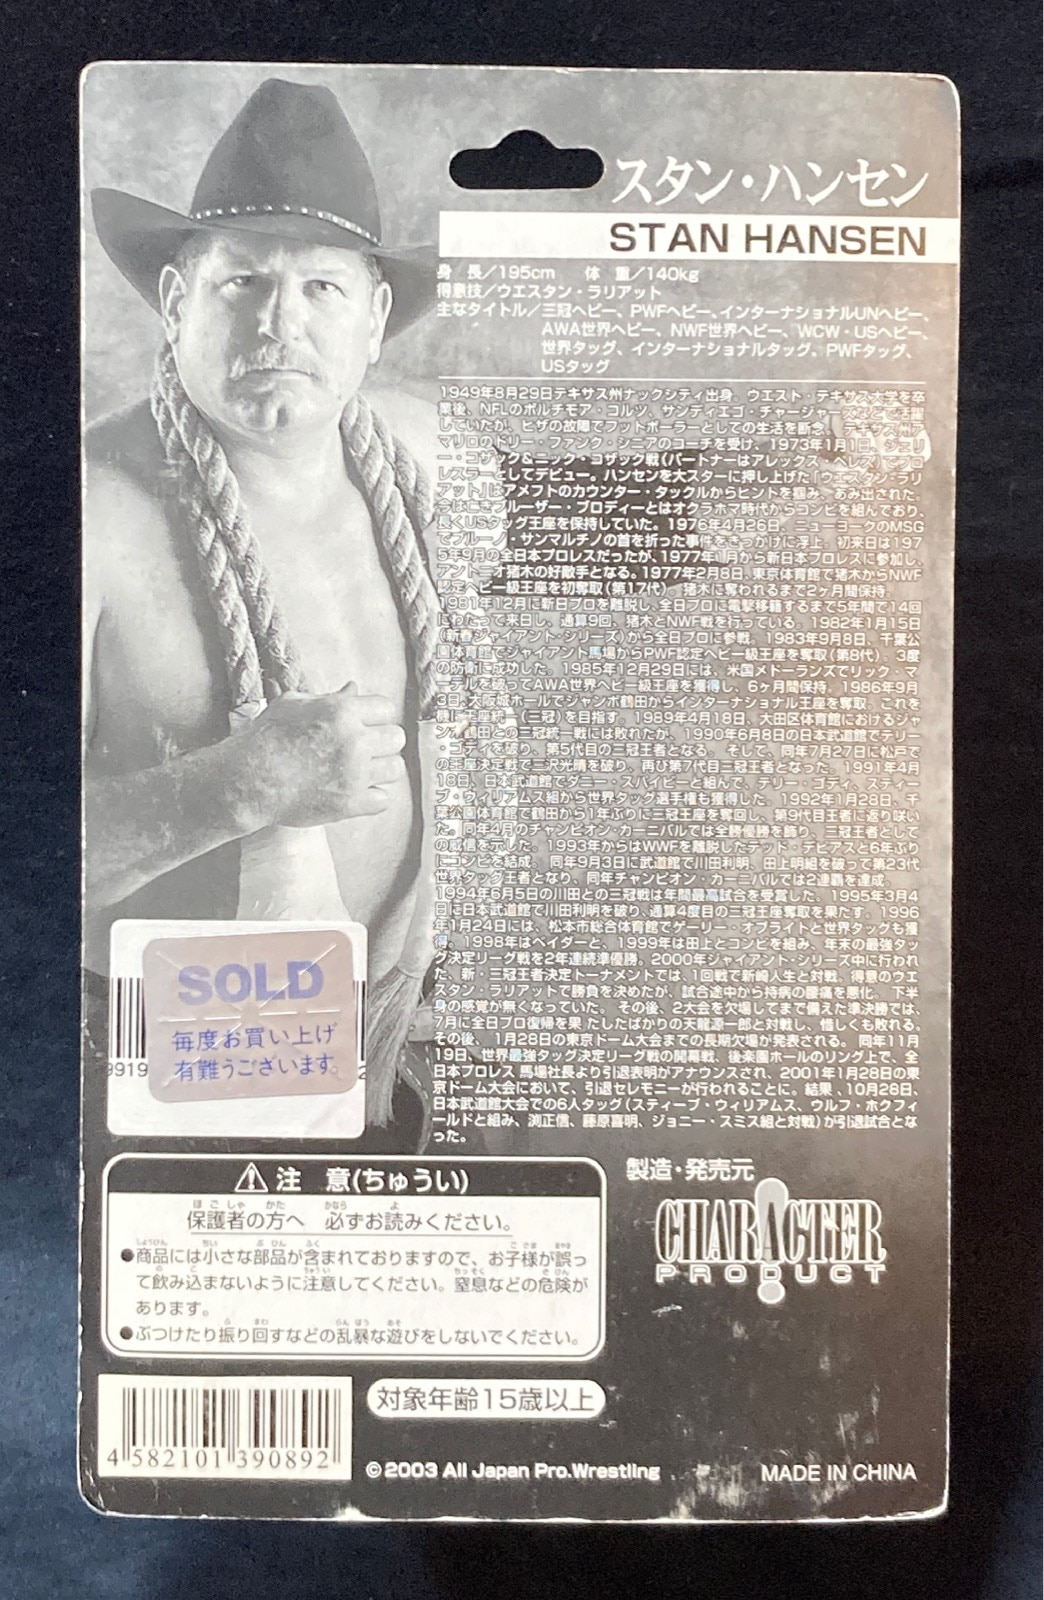 スタン・ハンセン
STAN HANSEN
身 長／195cm 体 重／140kg
得意技／ウエスタン・ラリアット
主なタイトル／三冠ヘビー、PWFヘビー、インターナショナルUNヘビー、
AWA世界ヘビー、NWF世界ヘビー、WCW・USヘビー、
世界タッグ、インターナショナルタッグ、PWFタッグ、
USタッグ
1949年8月29日テキサス州ナックシティ出身 ウエスト・テキサス大学を卒
業後、NFLのボルチモア・コルツ、サンディエゴ・チャージャーズなどで活躍
していたが、ヒザの故障でフットボーラーとしての生活を断念。テキサス州ア
マリロのドリー・ファンク・シニアのコーチを受け、1973年1月1日、ジェリ
ー・コザック&ニック・コザック戦(パートナーはアレックス・ペレス)でプロ
レスラーとしてデビュー。ハンセンを大スターに押し上げた「ウエスタン・ラリ
アット」はアメフトのカウンター・タックルからヒントを掴み、あみ出された。
今は亡きブルーザー・ブロディーとはオクラホマ時代からコンビを組んでおり、
長くUSタッグ王座を保持していた。1976年4月26日、ニューヨークのMSG
でブルーノ・サンマルチノの首を折った事件をきっかけに浮上。初来日は197
5年9月の全日本プロレスだったが、1977年1月から新日本プロレスに参加し、
アントニオ猪木の好敵手となる。1977年2月8日、東京体育館で猪木からNWF
認定ヘビー級王座を初奪取(第17代)。猪木に奪われるまで2ヶ月間保持。
1981年12月に新日プロを離脱し、全日プロに電撃移籍するまで5年間で14回
にわたって来日し、通算9回、猪木とNWF戦を行っている。1982年1月15日
(新春ジャイアント・シリーズ)から全日プロに参戦。1983年9月8日、千葉公
園体育館でジャイアント馬場からPWF認定ヘビー級王座を奪取(第8代)。3度
の防衛に成功した。1985年12月29日には、米国メドーランズでリック・マ
ーテルを破ってAWA世界ヘビー級王座を獲得し、6ヶ月間保持。1986年9月
3日、大阪城ホールでジャンボ鶴田からインターナショナル王座を奪取。これを
機に王座統一(三冠)を目指す。1989年4月18日、大田区体育館におけるジャ
ンボ鶴田との三冠統一戦には敗れたが、1990年6月8日の日本武道館でテリー
・ゴディを破り、第5代目の三冠王者となる。そして、同年7月27日に松戸で
の王座決定戦で三沢光晴を破り、再び第7代目三冠王者となった。1991年4月
18日、日本武道館でダニー・スパイビーと組んで、テリー・ゴディ、スティー
ブ・ウィリアムス組から世界タッグ選手権も獲得した。1992年1月28日、千
葉公園体育館で鶴田から1年ぶりに三冠王座を奪回し、第9代目王者に返り咲い
た。同年4月のチャンピオン・カーニバルでは全勝優勝を飾り、三冠王者として
の威信を示した。1993年からはWWFを離脱したテッド・デビアスと6年ぶり
にコンビを結成。同年9月3日に武道館で川田利明、田上明組を破って第23代
世界タッグ王者となり、同年チャンピオン・カーニバルでは2連覇を達成。
1994年6月5日の川田との三冠戦は年間最高試合を受賞した。1995年3月4
日に日本武道館で川田利明を破り、通算4度目の三冠王座奪取を果たす。1996
年1月24日には、松本市総合体育館でゲーリー・オブライトと世界タッグも獲
得。1998年はベイダーと、1999年は田上とコンビを組み、年末の最強タッ
グ決定リーグ戦を2年連続準優勝。2000年ジャイアント・シリーズ中に行わ
れた、新・三冠王者決定トーナメントでは、1回戦で新崎人生と対戦。得意のウエ
スタン・ラリアットで勝負を決めたが、試合途中から持病の腰痛を悪化。下半
身の感覚が無くなっていた。その後、2大会を欠場してまで備えた準決勝では、
7月に全日プロ復帰を果たしたばかりの天龍源一郎と対戦し、惜しくも敗れる。
その後、1月28日の東京ドーム大会までの長期欠場が発表される。同年11月
19日、世界最強タッグ決定リーグ戦の開幕戦、後楽園ホールのリング上で、全
日本プロレス 馬場社長より引退表明がアナウンスされ、2001年1月28日の東
京ドーム大会において、引退セレモニーが行われることに。結果、10月28日、
日本武道館大会での6人タッグ(スティーブ・ウィリアムス、ウルフ・ホクフィ
ールドと組み、渕正信、藤原喜明、ジョニー・スミス組と対戦)が引退試合とな
った。
SOLD
毎度お買い上げ
有難うございます。
9919
2
注 意(ちゅうい)
保護者の方へ 必ずお読みください。
●商品には小さな部品が含まれておりますので、お子様が誤っ
て飲み込まないように注意してください。窒息などの危険が
あります。
●ぶつけたり振り回すなどの乱暴な遊びをしないでください。
製造・発売元
CHARACTER
PRODUCT
対象年齢15歳以上
4 582101 390892
©2003 All Japan Pro.Wrestling
MADE IN CHINA